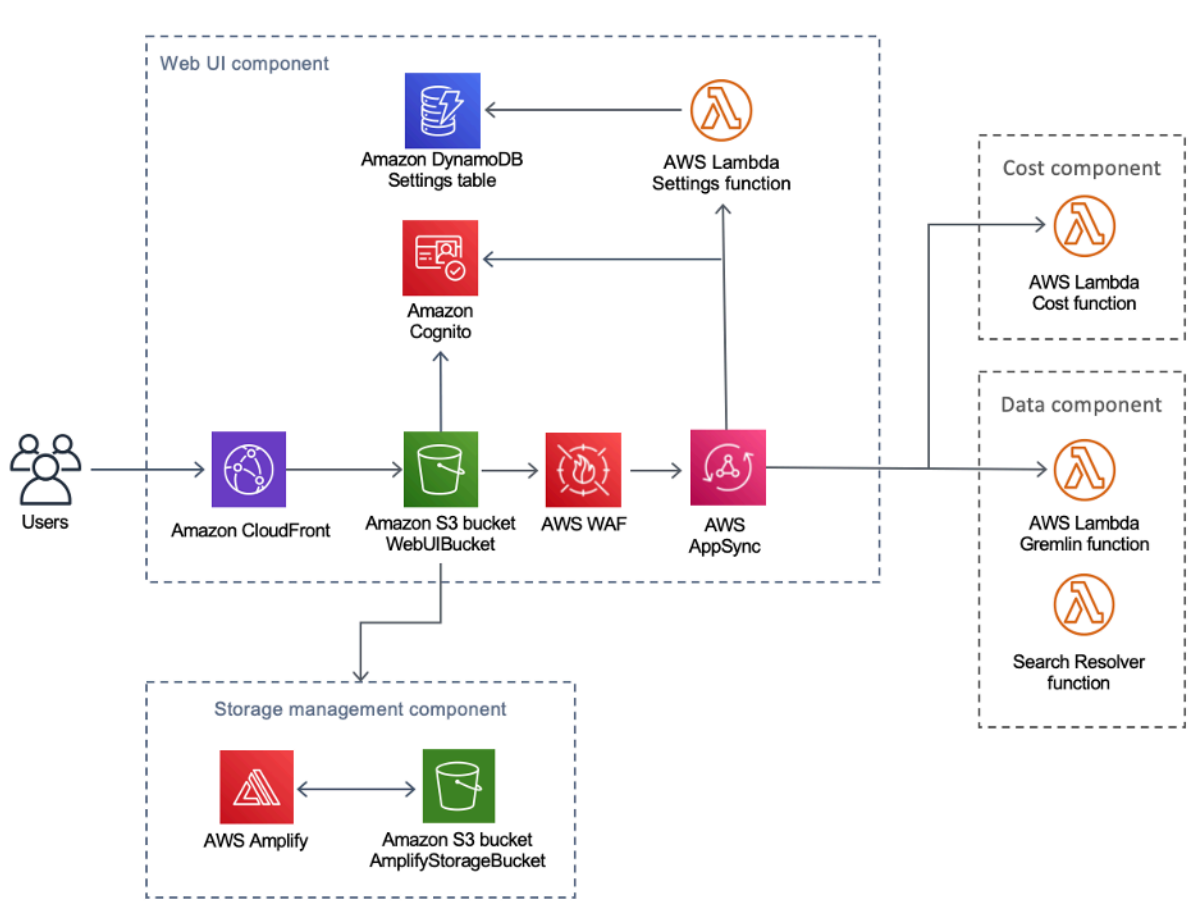 Web UI component
Amazon DynamoDB
Settings table
AWS Lambda
Settings function
Cost component
AWS Lambda
Cost function
Amazon
Cognito
Data component
Users
Amazon CloudFront
Amazon S3 bucket
WebUIBucket
AWS WAF
AWS
AppSync
AWS Lambda
Gremlin function
Search Resolver
function
Storage management component
AWS Amplify
Amazon S3 bucket
AmplifyStorageBucket